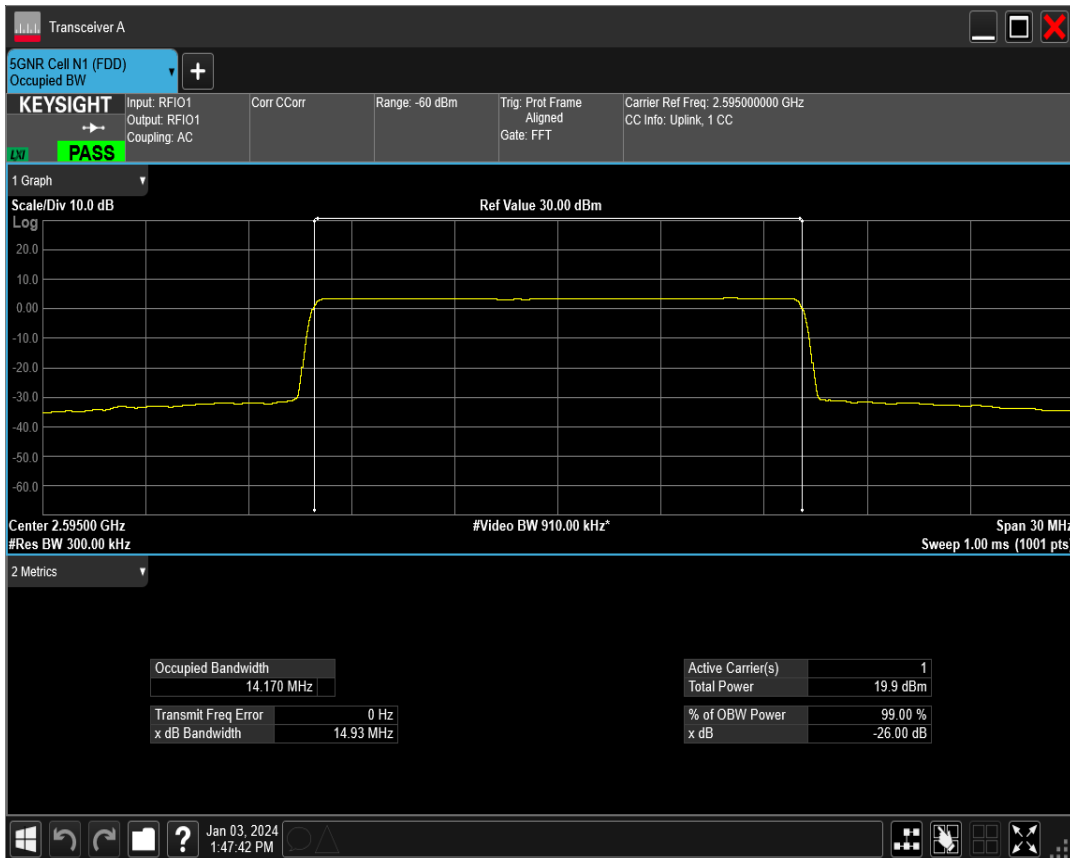 Transceiver A
5GNR Cell N1 (FDD)
Occupied BW
+
KEYSIGHT
LXI
PASS
Input: RFIO1
Output: RFIO1
Coupling: AC
Corr CCorr
Range: -60 dBm
Trig: Prot Frame
Aligned
Gate: FFT
Carrier Ref Freq: 2.595000000 GHz
CC Info: Uplink, 1 CC
1 Graph
Scale/Div 10.0 dB
Ref Value 30.00 dBm
Log
20.0
10.0
0.00
-10.0
-20.0
-30.0
-40.0
-50.0
-60.0
Center 2.59500 GHz
#Video BW 910.00 kHz*
Span 30 MHz
#Res BW 300.00 kHz
Sweep 1.00 ms (1001 pts)
2 Metrics
Occupied Bandwidth
14.170 MHz
Transmit Freq Error 0 Hz
x dB Bandwidth 14.93 MHz
Active Carrier(s) 1
Total Power 19.9 dBm
% of OBW Power 99.00 %
x dB -26.00 dB
?
Jan 03, 2024
1:47:42 PM